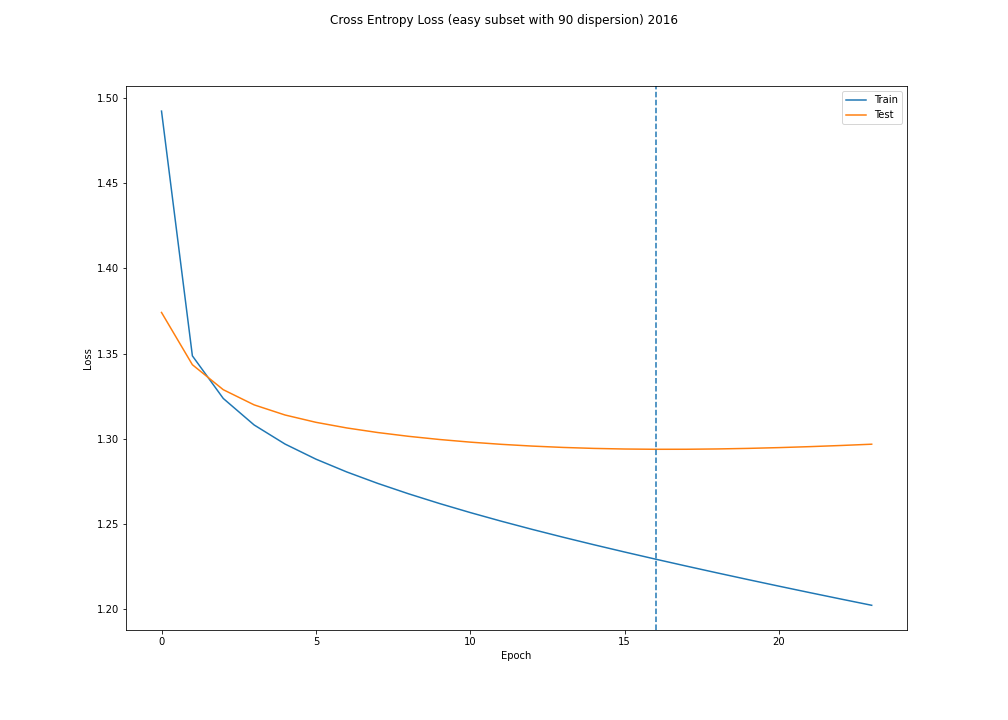 Cross Entropy Loss (easy subset with 90 dispersion) 2016
Train
Test
1.50
1.45
1.40
1.35
1.30
1.25
1.20
Loss
0 5 10 15 20
Epoch